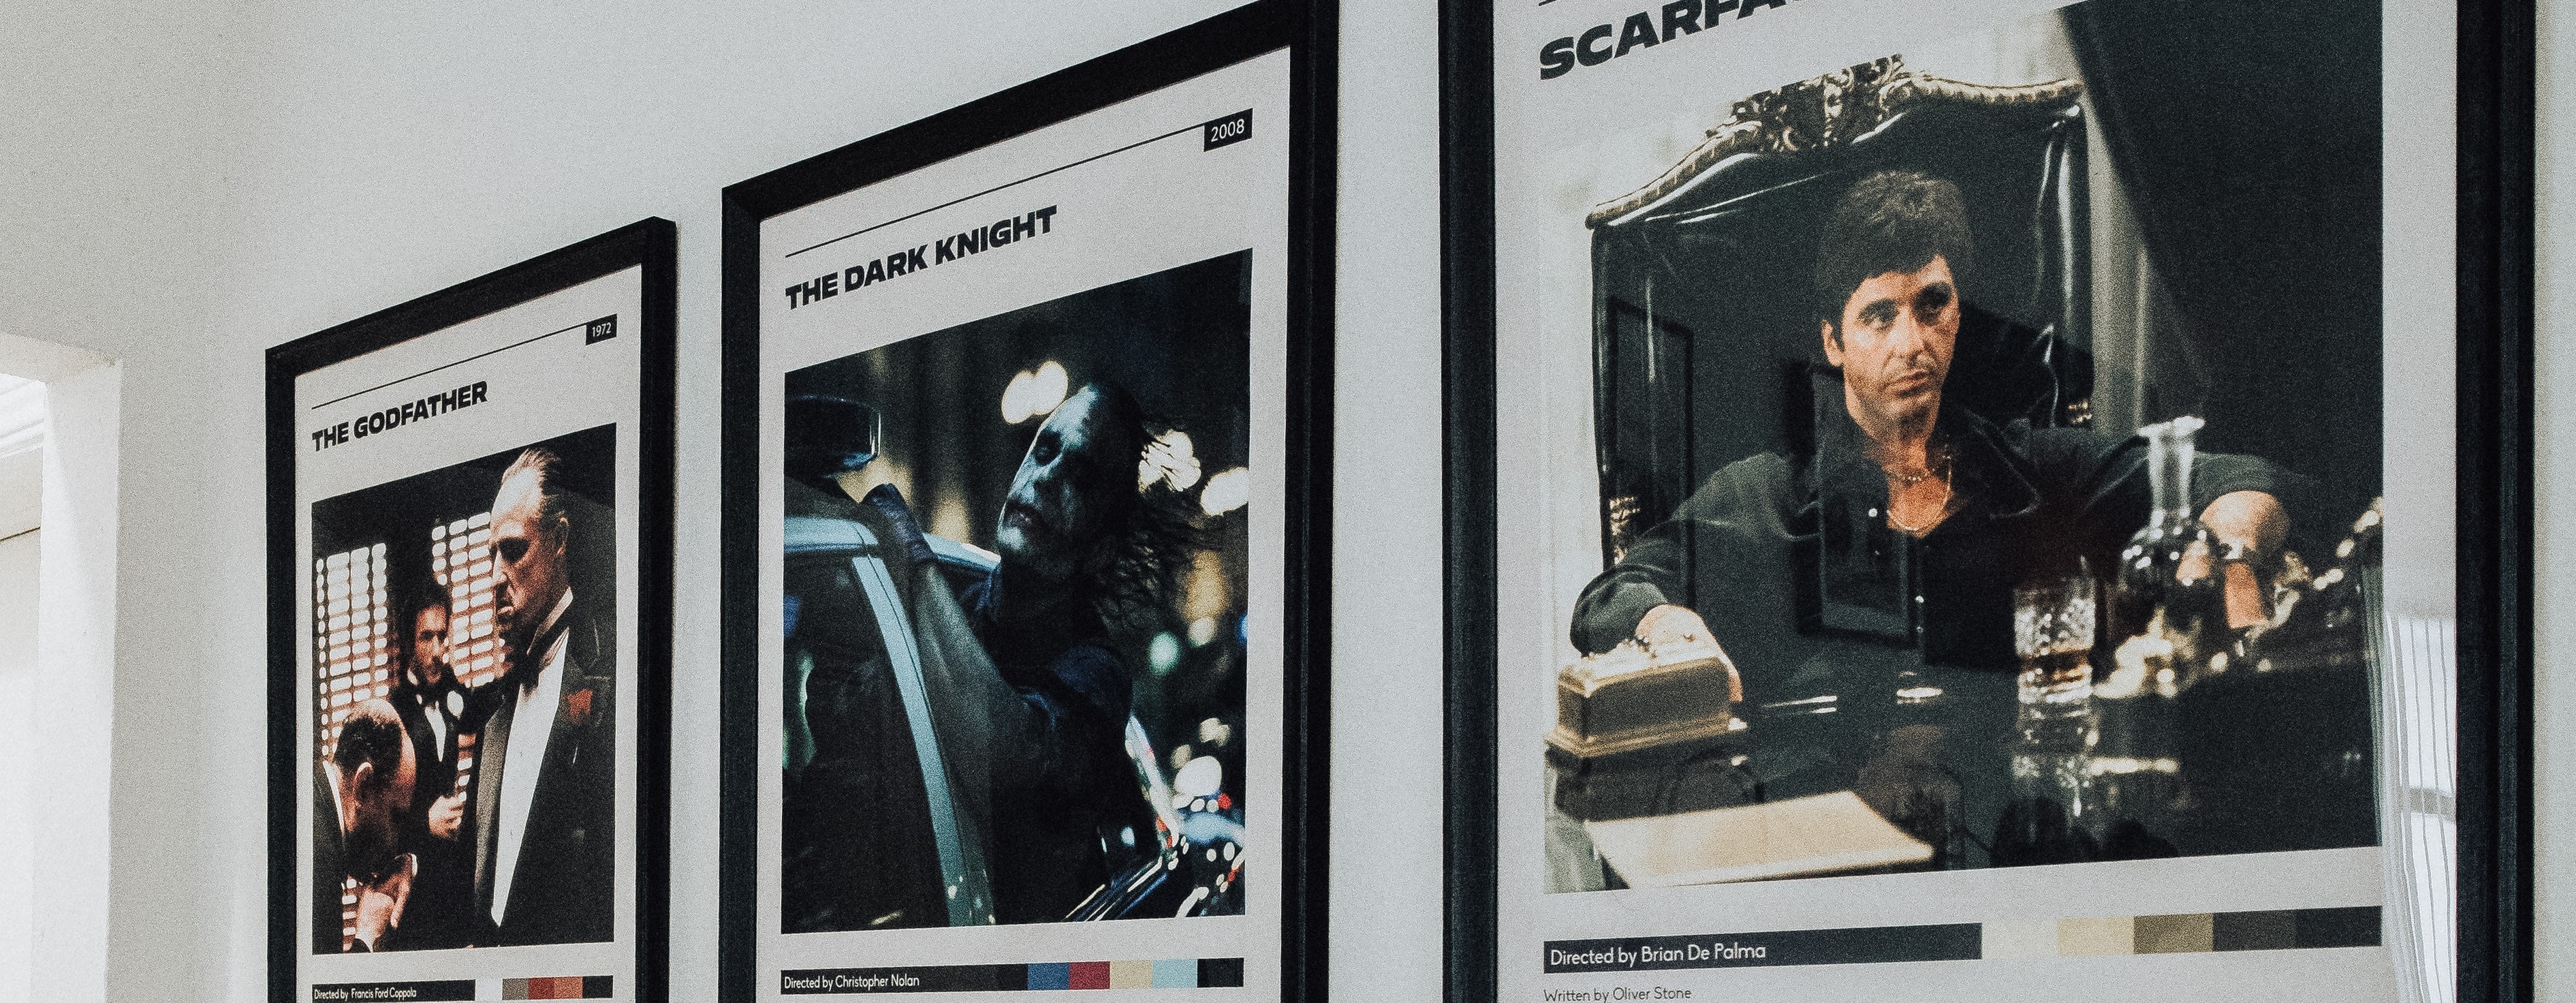 1972
THE GODFATHER
Directed by Francis Ford Coppola
2008
THE DARK KNIGHT
Directed by Christopher Nolan
Directed by Brian De Palma
Written by Oliver Stone